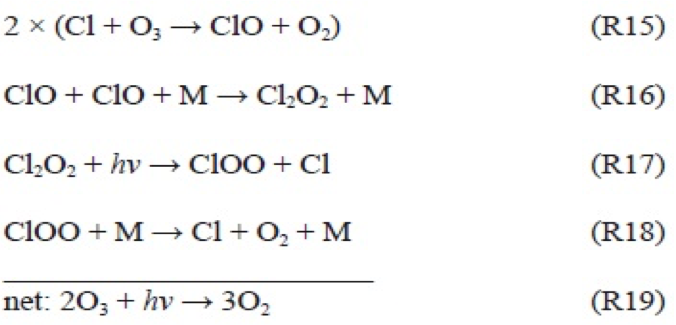 2 × (Cl + O₃ → ClO + O₂) (R15)
ClO + ClO + M → Cl₂O₂ + M (R16)
Cl₂O₂ + hν → ClOO + Cl (R17)
ClOO + M → Cl + O₂ + M (R18)
net: 2O₃ + hν → 3O₂ (R19)